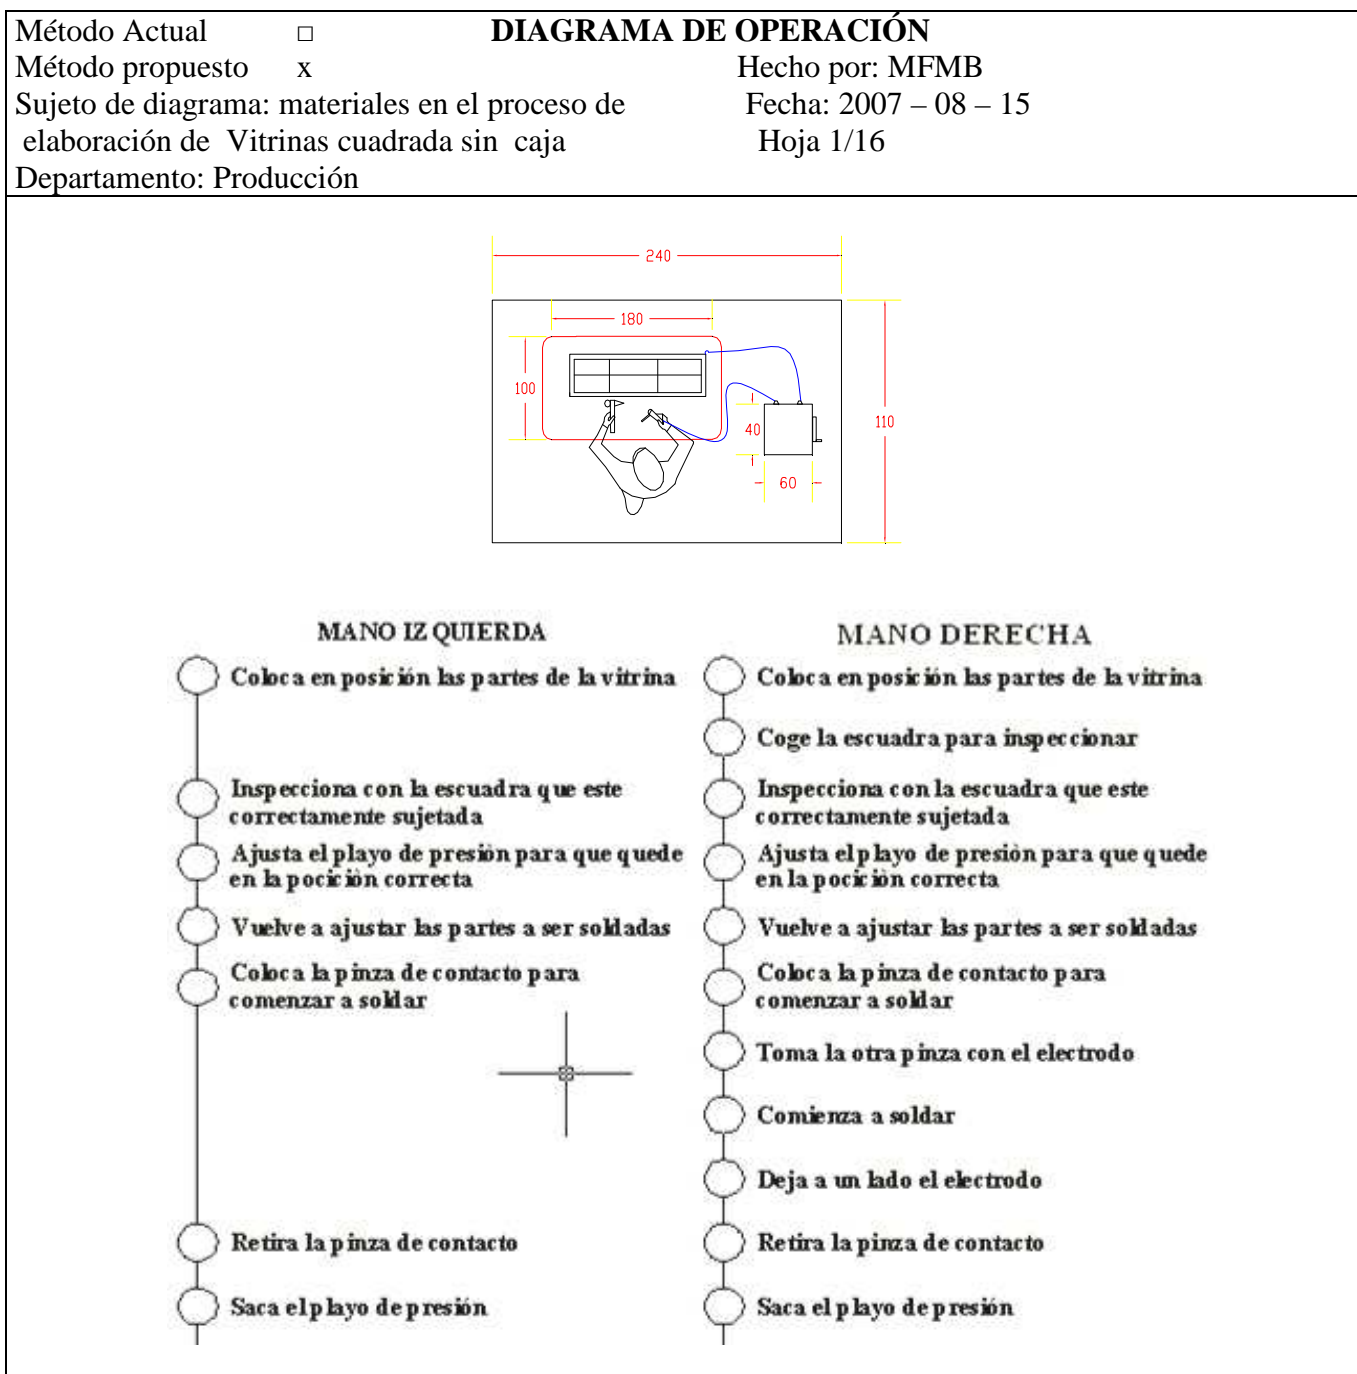 Método Actual □ DIAGRAMA DE OPERACIÓN
Método propuesto x Hecho por: MFMB
Sujeto de diagrama: materiales en el proceso de Fecha: 2007 – 08 – 15
elaboración de Vitrinas cuadrada sin caja Hoja 1/16
Departamento: Producción
240
180
100
110
40
60
MANO IZQUIERDA
MANO DERECHA
Coloca en posición las partes de la vitrina
Coloca en posición las partes de la vitrina
Coge la escuadra para inspeccionar
Inspecciona con la escuadra que este
correctamente sujetada
Inspecciona con la escuadra que este
correctamente sujetada
Ajusta el playo de presiòn para que quede
en la pocición correcta
Ajusta el playo de presiòn para que quede
en la pocición correcta
Vuelve a ajustar las partes a ser soldadas
Vuelve a ajustar las partes a ser soldadas
Coloca la pinza de contacto para
comenzar a soldar
Coloca la pinza de contacto para
comenzar a soldar
Toma la otra pinza con el electrodo
Comienza a soldar
Deja a un lado el electrodo
Retira la pinza de contacto
Retira la pinza de contacto
Saca el playo de presión
Saca el playo de presión